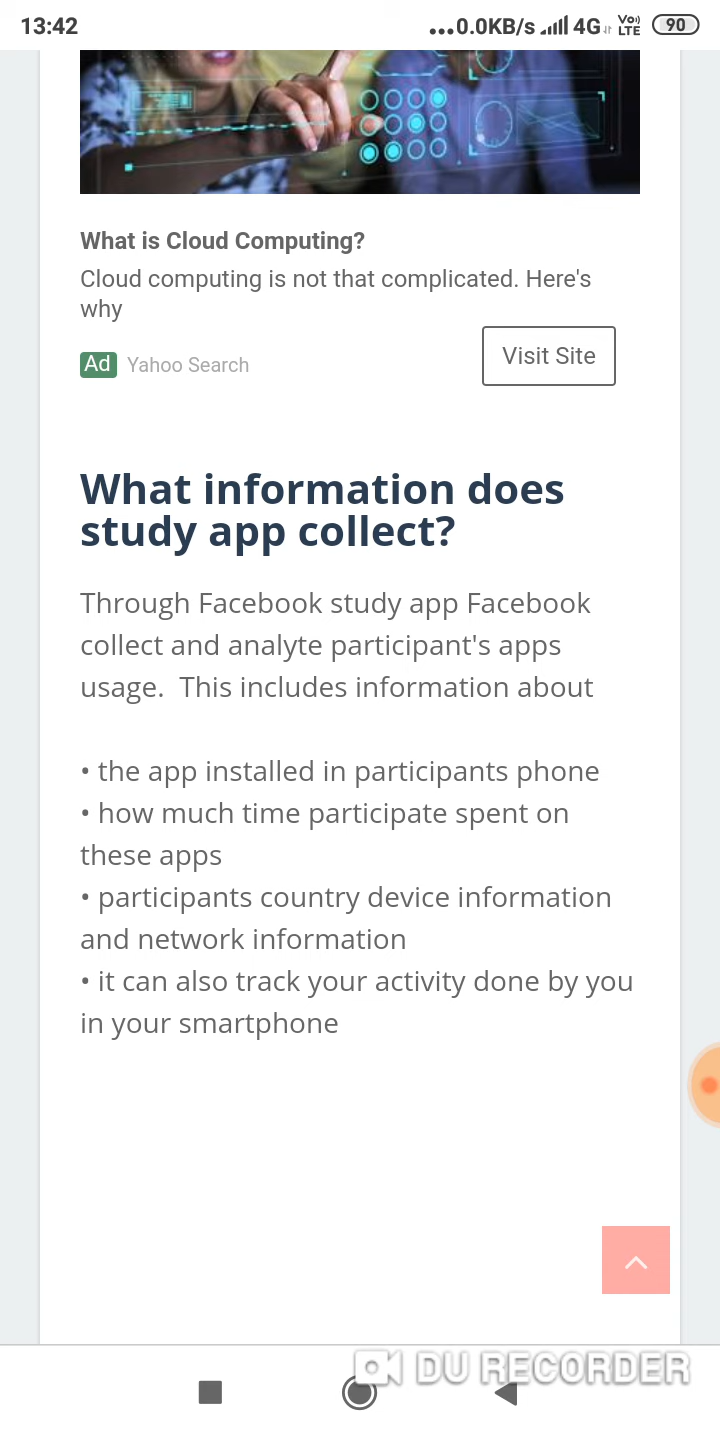 13:42
...0.0KB/s 4G Vo) LTE 90
What is Cloud Computing?
Cloud computing is not that complicated. Here's
why
Visit Site
Ad Yahoo Search
What information does
study app collect?
Through Facebook study app Facebook
collect and analyte participant's apps
usage.  This includes information about
• the app installed in participants phone
• how much time participate spent on
these apps
• participants country device information
and network information
• it can also track your activity done by you
in your smartphone
DU RECORDER